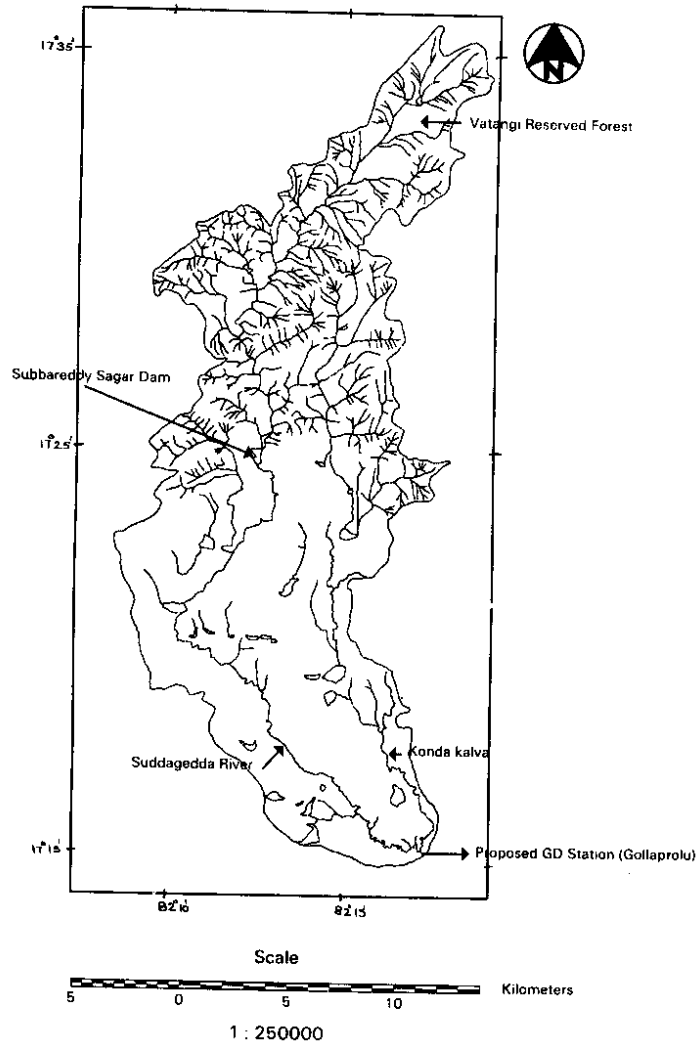 17°35'
N
Vatangi Reserved Forest
Subbareddy Sagar Dam
17°25'
Suddagedda River
Konda kalva
17°15'
Proposed GD Station (Gollaprolu)
82°10'
82°15'
Scale
5 0 5 10 Kilometers
1 : 250000